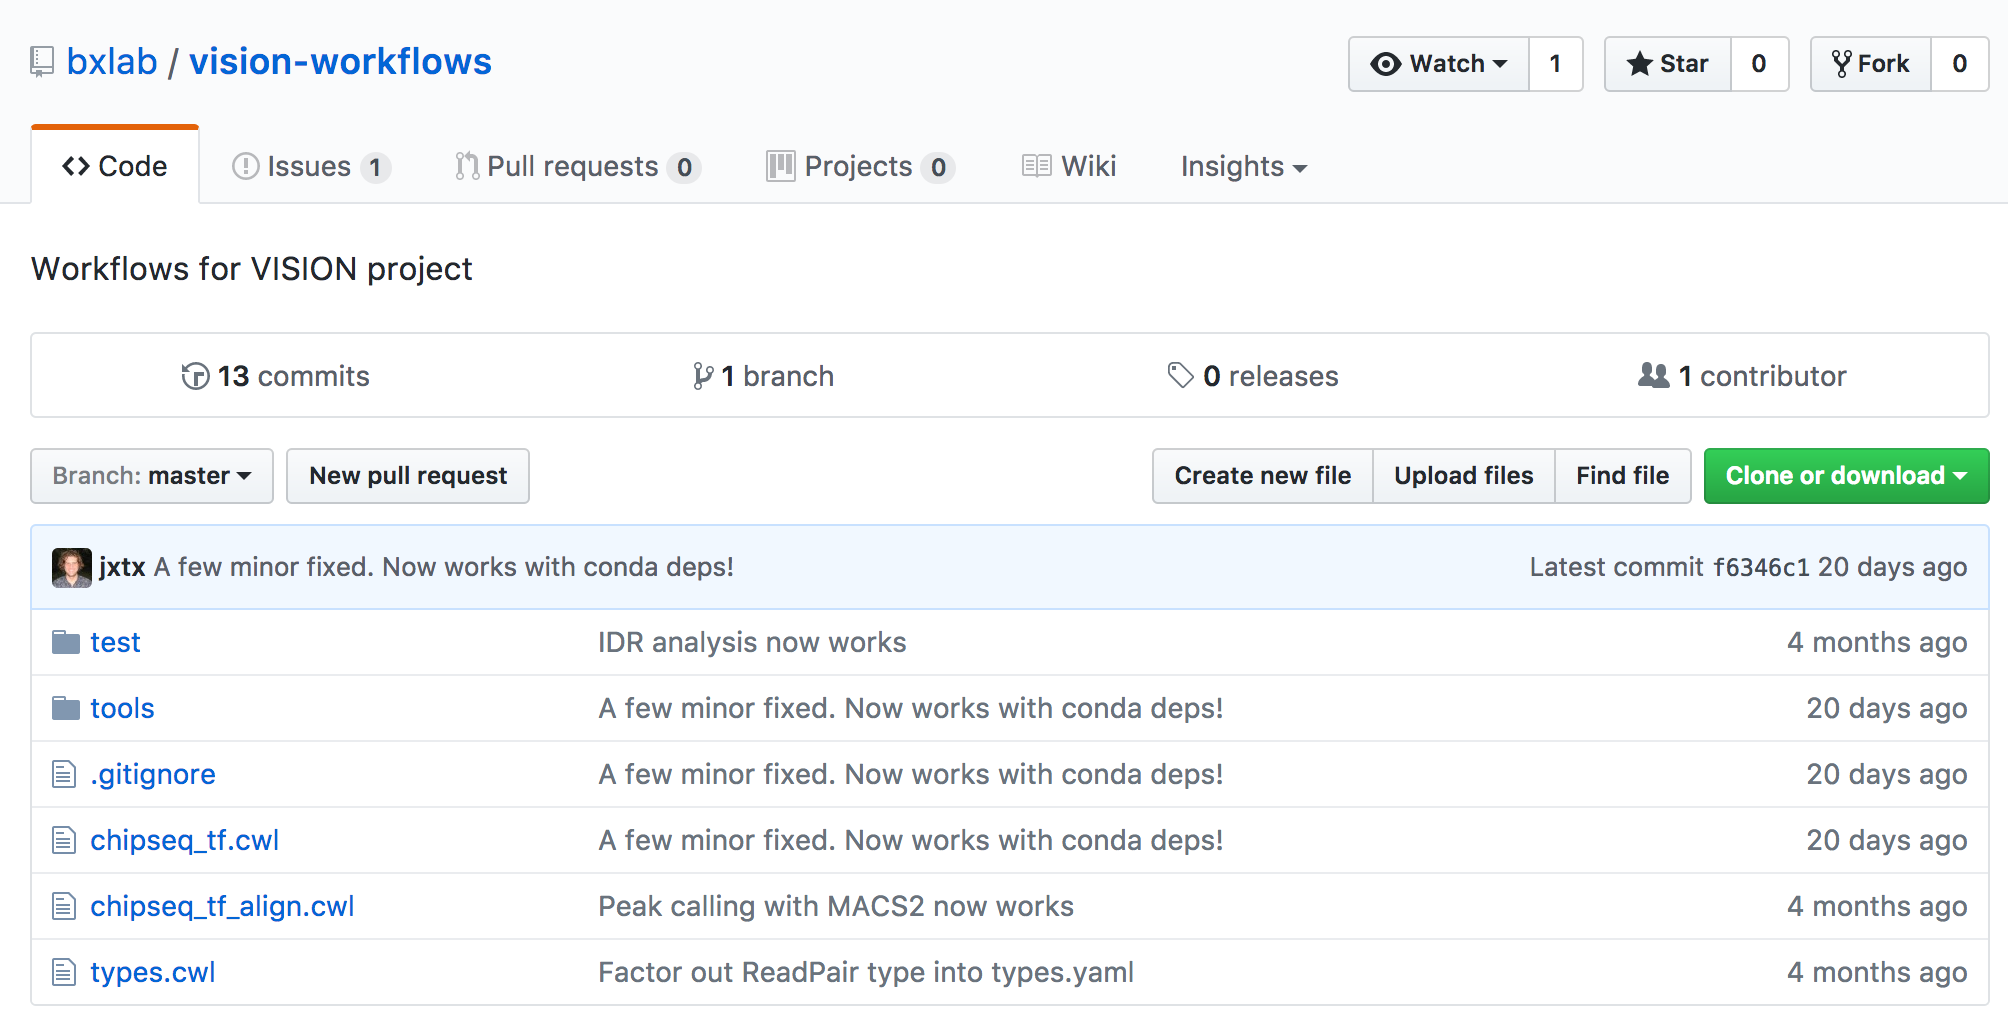 bxlab / vision-workflows Watch 1 Star 0 Fork 0
Code Issues 1 Pull requests 0 Projects 0 Wiki Insights
Workflows for VISION project
13 commits 1 branch 0 releases 1 contributor
Branch: master New pull request Create new file Upload files Find file Clone or download
jxtx A few minor fixed. Now works with conda deps! Latest commit f6346c1 20 days ago
test IDR analysis now works 4 months ago
tools A few minor fixed. Now works with conda deps! 20 days ago
.gitignore A few minor fixed. Now works with conda deps! 20 days ago
chipseq_tf.cwl A few minor fixed. Now works with conda deps! 20 days ago
chipseq_tf_align.cwl Peak calling with MACS2 now works 4 months ago
types.cwl Factor out ReadPair type into types.yaml 4 months ago